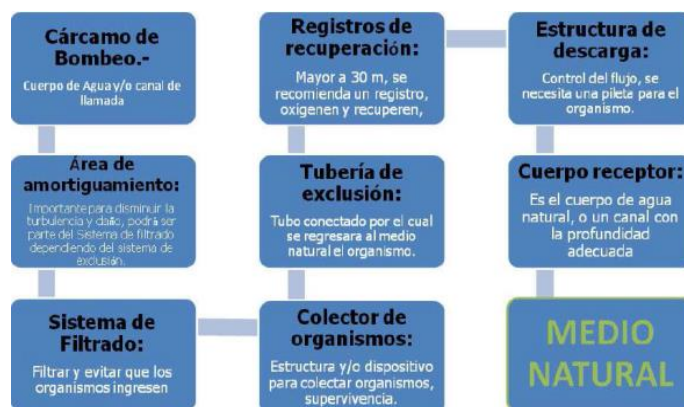 Cárcamo de
Bombeo.-
Cuerpo de Agua y/o canal de
llamada
Área de
amortiguamiento:
Importante para disminuir la
turbulencia y daño, podrá ser
parte del Sistema de filtrado
dependiendo del sistema de
exclusión.
Sistema de
Filtrado:
Filtrar y evitar que los
organismos ingresen
Colector de
organismos:
Estructura y/o dispositivo
para colectar organismos,
supervivencia.
Tubería de
exclusión:
Tubo conectado por el cual
se regresara al medio
natural el organismo.
Registros de
recuperación:
Mayor a 30 m, se
recomienda un registro,
oxigenen y recuperen,
Estructura de
descarga:
Control del flujo, se
necesita una pileta para el
organismo.
Cuerpo receptor:
Es el cuerpo de agua
natural, o un canal con
la profundidad
adecuada
MEDIO
NATURAL